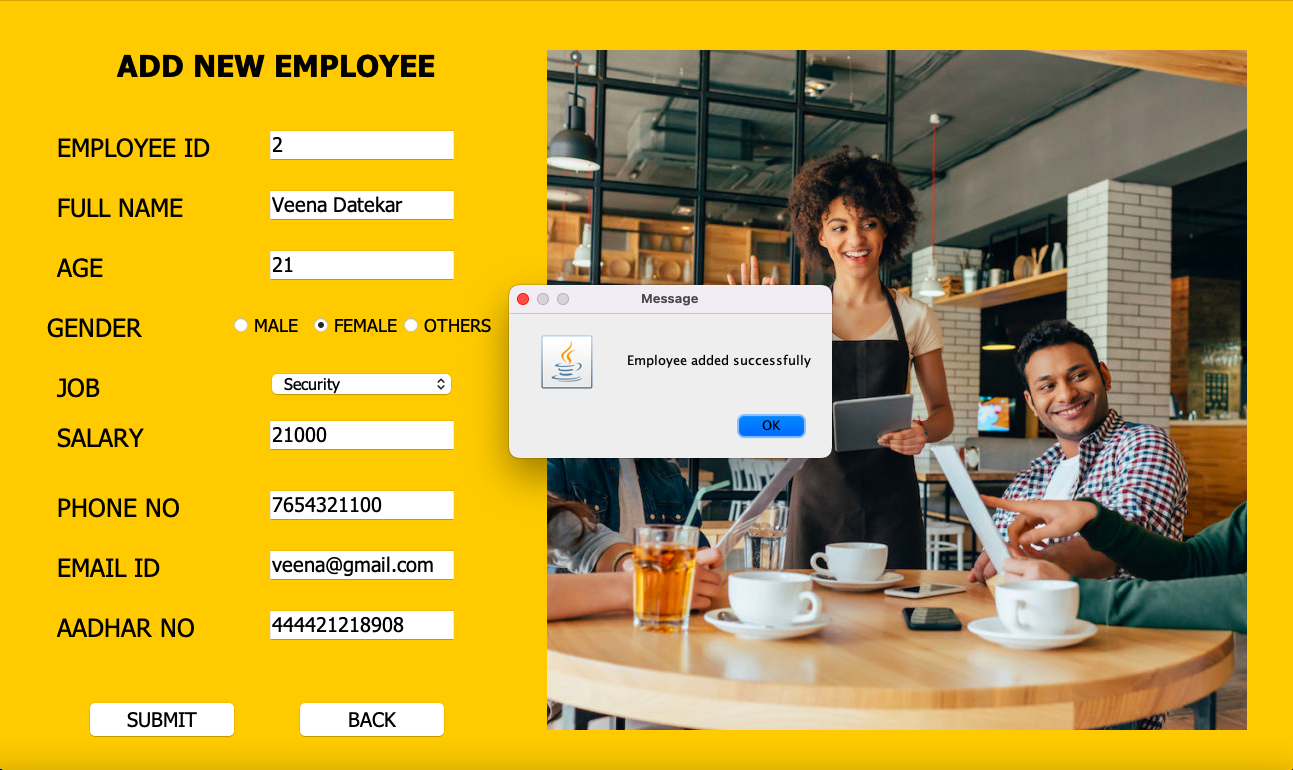 ADD NEW EMPLOYEE
EMPLOYEE ID 2
FULL NAME Veena Datekar
AGE 21
GENDER MALE FEMALE OTHERS
JOB Security
SALARY 21000
PHONE NO 7654321100
EMAIL ID veena@gmail.com
AADHAR NO 444421218908
SUBMIT BACK
Message
Employee added successfully
OK